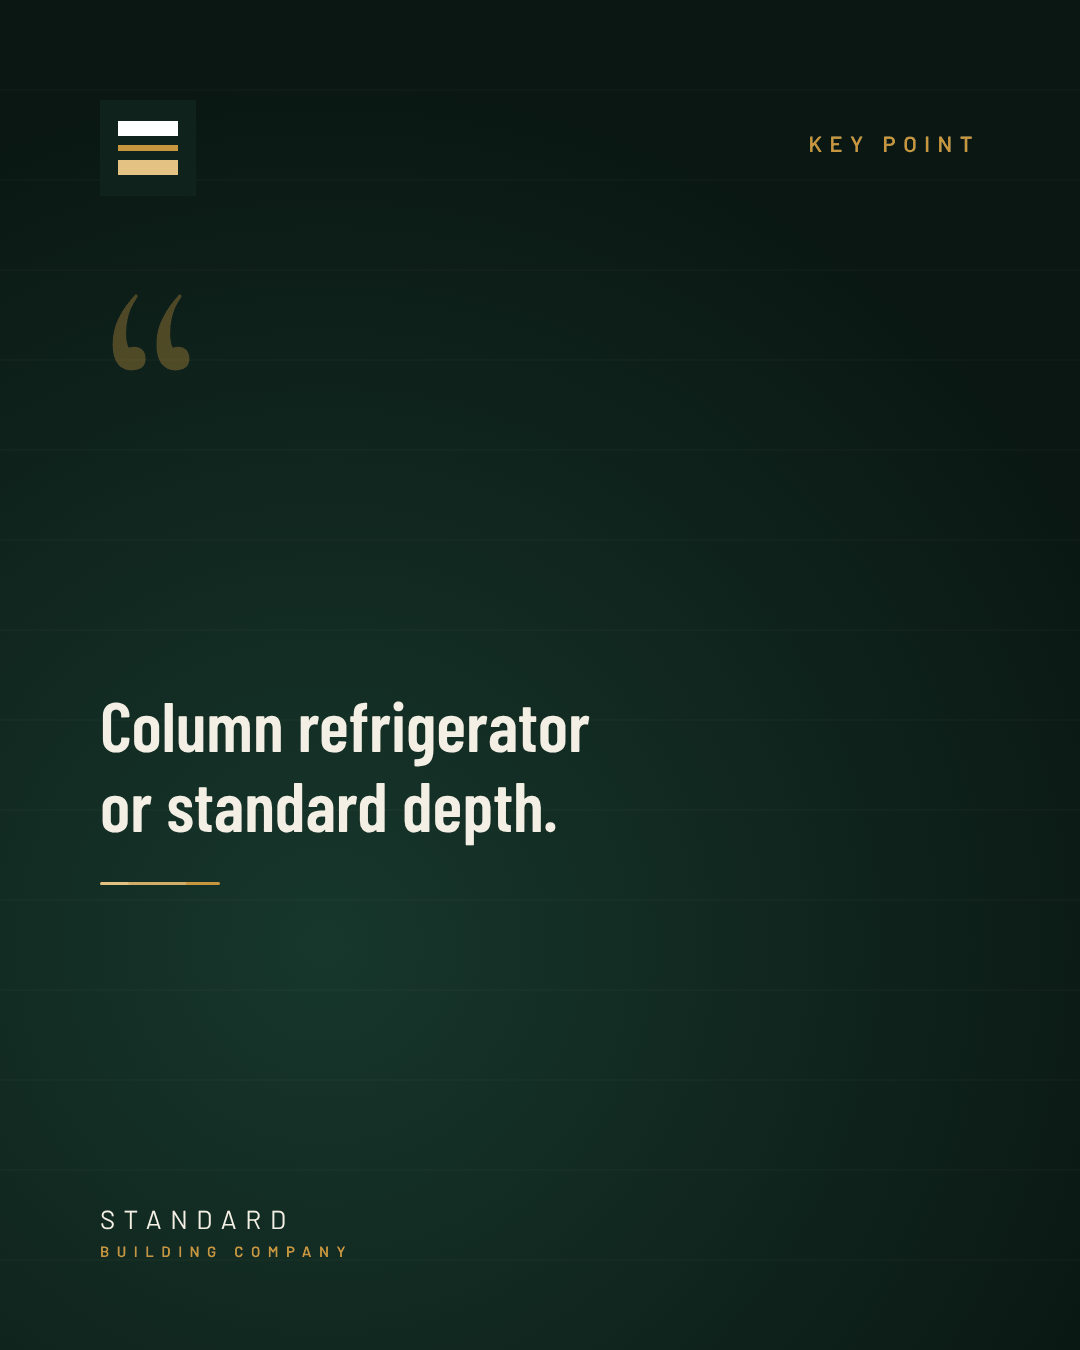 KEY POINT
“
Column refrigerator
or standard depth.
STANDARD
BUILDING COMPANY